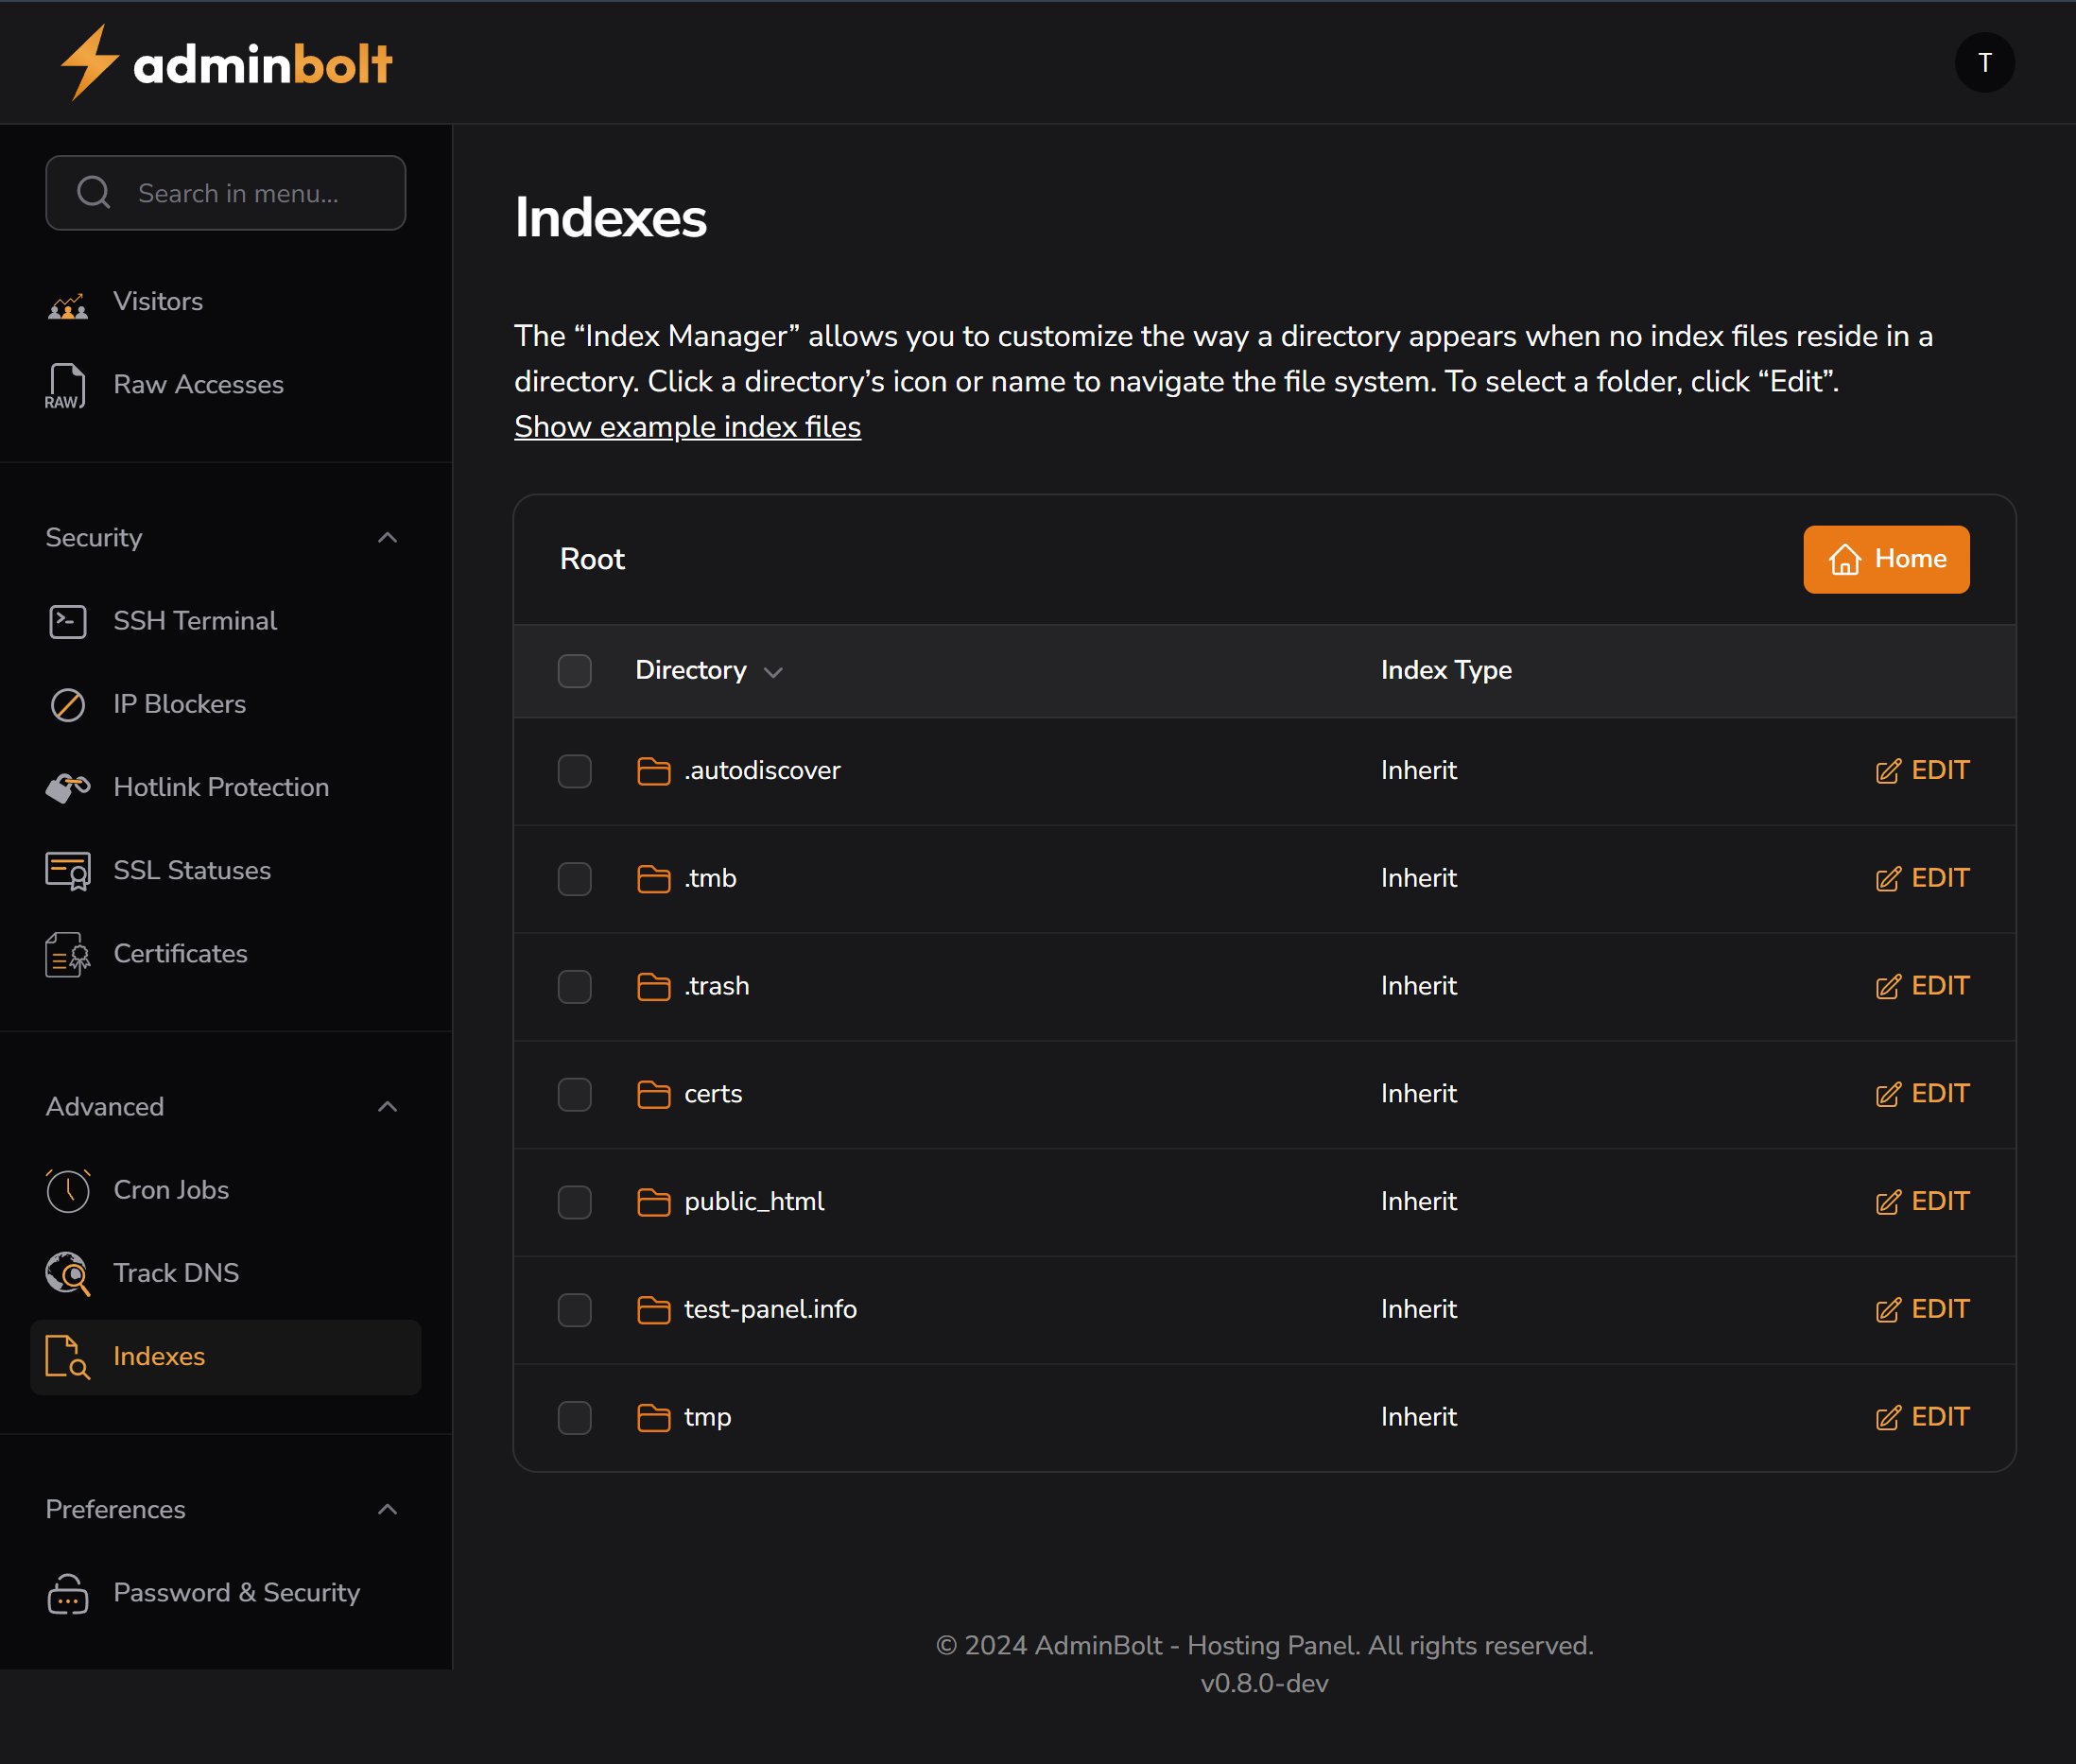 adminbolt
T
Search in menu...
Visitors
RAW
Raw Accesses
Security
SSH Terminal
IP Blockers
Hotlink Protection
SSL Statuses
Certificates
Advanced
Cron Jobs
Track DNS
Indexes
Preferences
Password & Security
Indexes
The “Index Manager” allows you to customize the way a directory appears when no index files reside in a
directory. Click a directory’s icon or name to navigate the file system. To select a folder, click “Edit”.
Show example index files
Root
Home
Directory Index Type
.autodiscover Inherit EDIT
.tmb Inherit EDIT
.trash Inherit EDIT
certs Inherit EDIT
public_html Inherit EDIT
test-panel.info Inherit EDIT
tmp Inherit EDIT
© 2024 AdminBolt - Hosting Panel. All rights reserved.
v0.8.0-dev